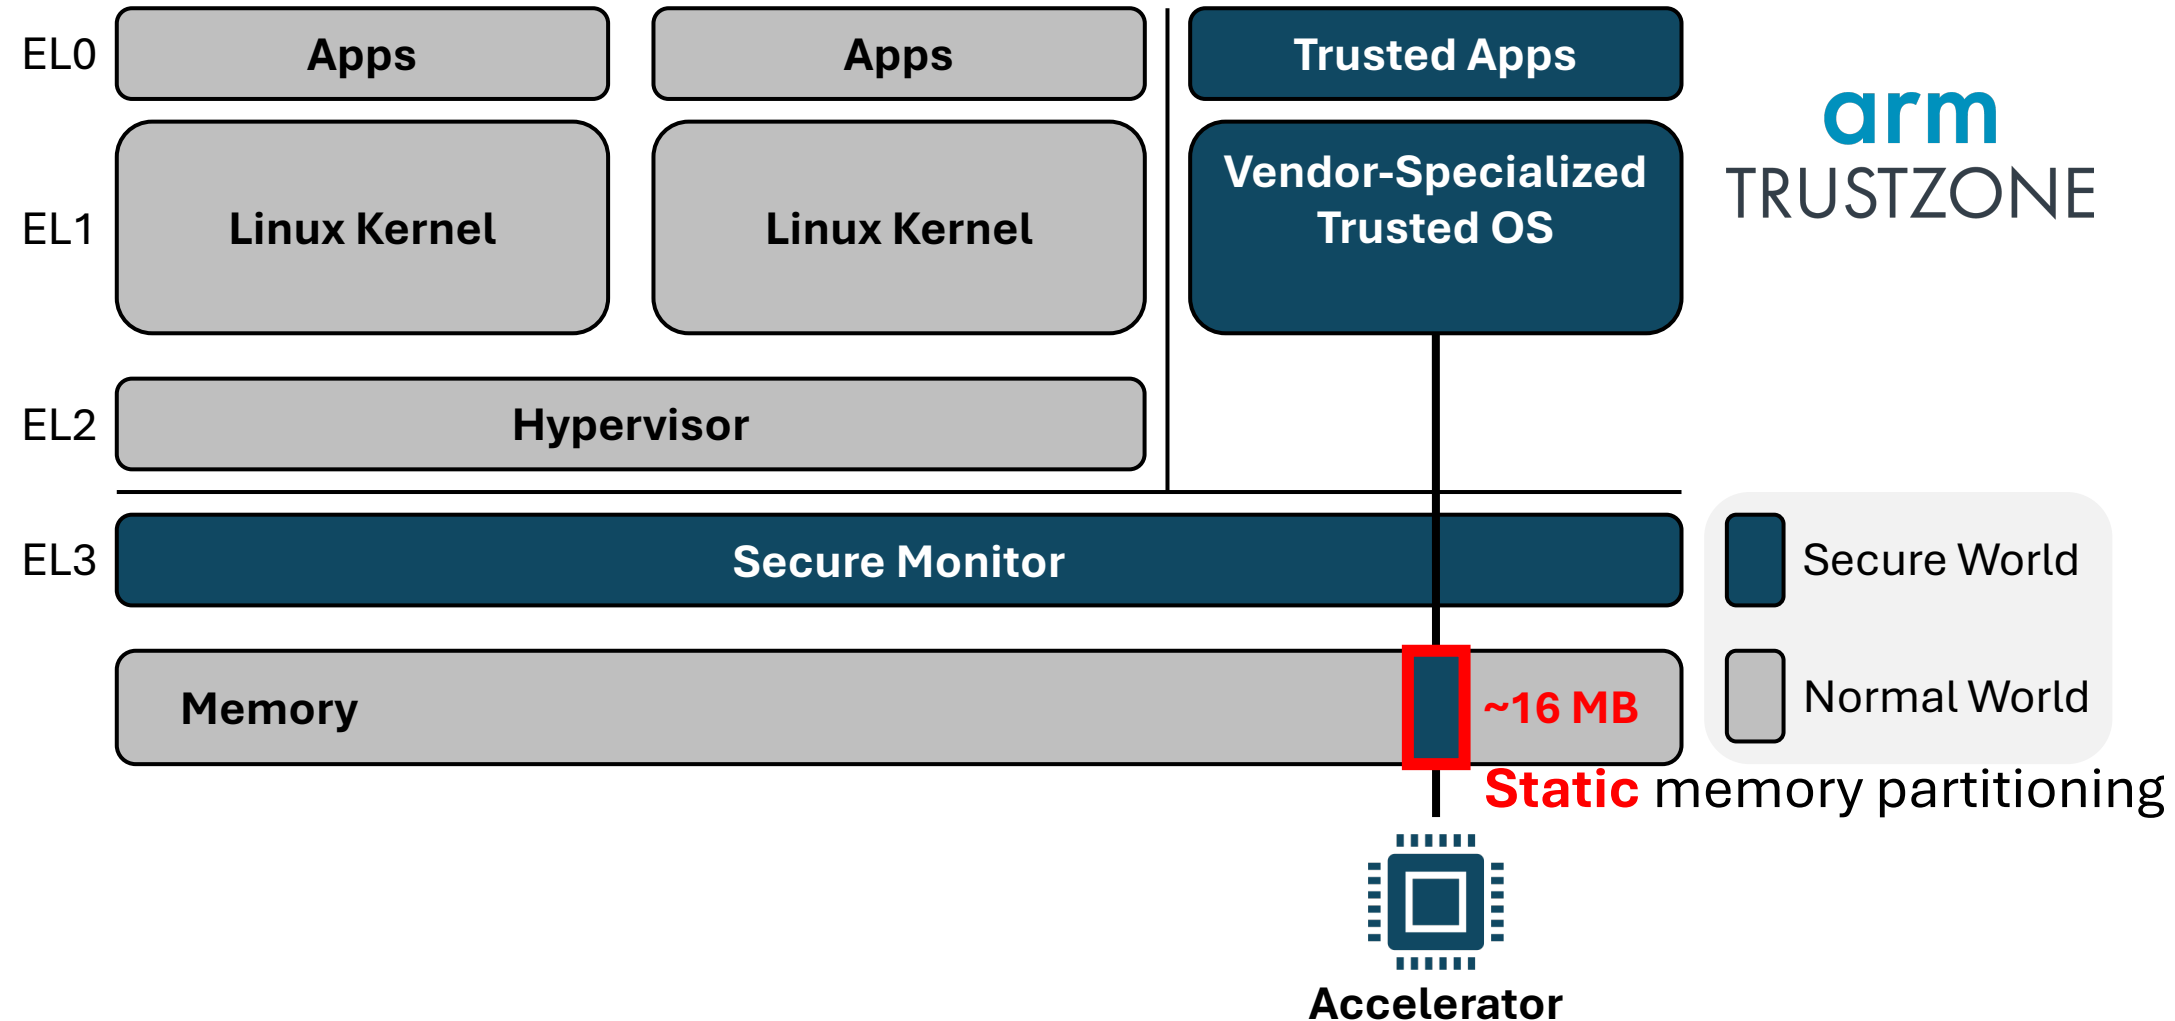 EL0
Apps
Apps
Trusted Apps
arm
TRUSTZONE
EL1
Linux Kernel
Linux Kernel
Vendor-Specialized
Trusted OS
EL2
Hypervisor
EL3
Secure Monitor
Secure World
Memory
~16 MB
Normal World
Static memory partitioning
Accelerator